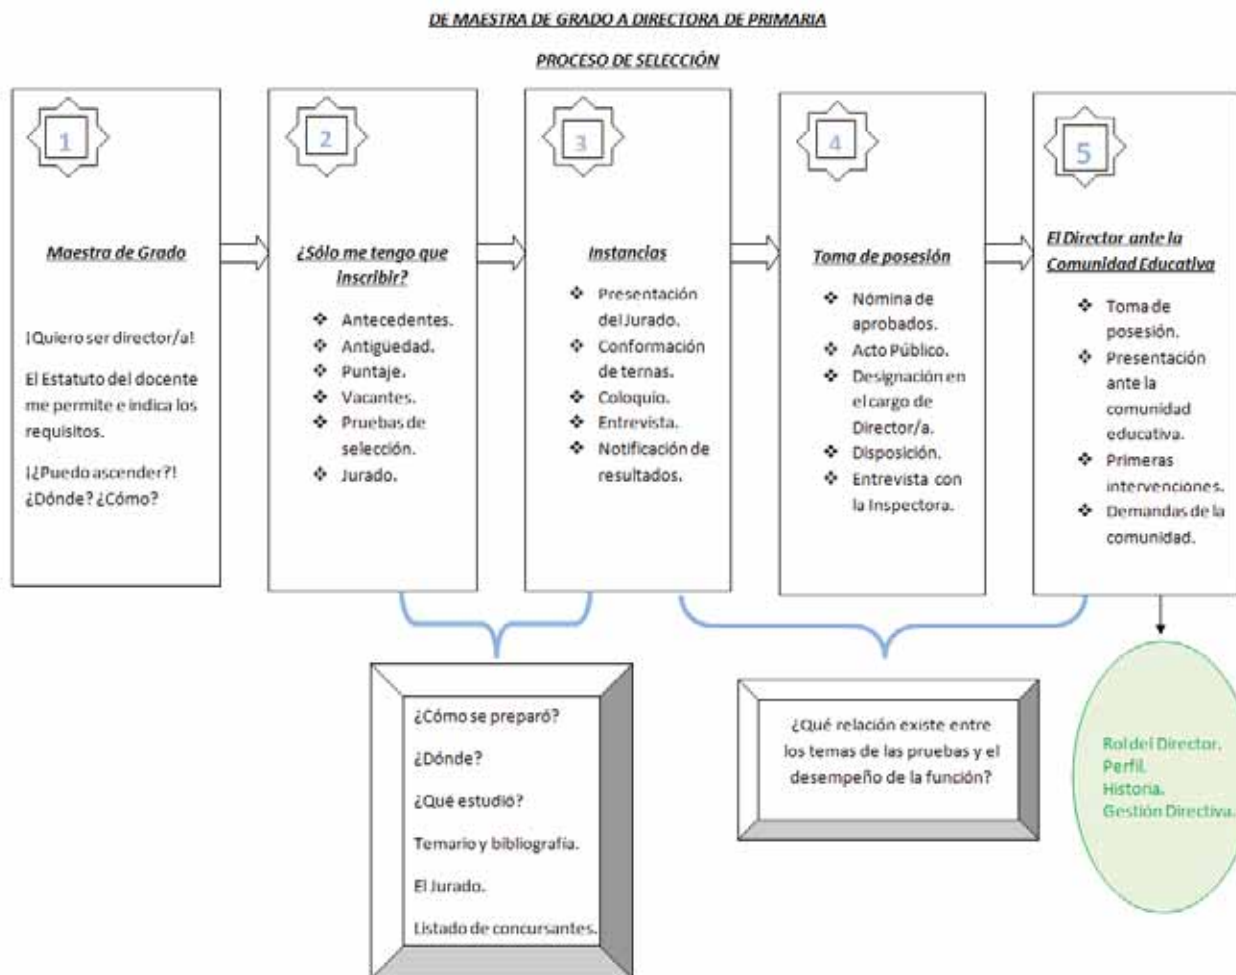 DE MAESTRA DE GRADO A DIRECTORA DE PRIMARIA
PROCESO DE SELECCIÓN
1
Maestra de Grado
¡Quiero ser director/a!
El Estatuto del docente
me permite e indica los
requisitos.
¡¿Puedo ascender?!
¿Dónde? ¿Cómo?
2
¿Sólo me tengo que
inscribir?
❖ Antecedentes.
❖ Antigüedad.
❖ Puntaje.
❖ Vacantes.
❖ Pruebas de
selección.
❖ Jurado.
3
Instancias
❖ Presentación
del Jurado.
❖ Conformación
de ternas.
❖ Coloquio.
❖ Entrevista.
❖ Notificación de
resultados.
4
Toma de posesión
❖ Nómina de
aprobados.
❖ Acto Público.
❖ Designación en
el cargo de
Director/a.
❖ Disposición.
❖ Entrevista con
la Inspectora.
5
El Director ante la
Comunidad Educativa
❖ Toma de
posesión.
❖ Presentación
ante la
comunidad
educativa.
❖ Primeras
intervenciones.
❖ Demandas de la
comunidad.
¿Cómo se preparó?
¿Dónde?
¿Qué estudió?
Temario y bibliografía.
El Jurado.
Listado de concursantes.
¿Qué relación existe entre
los temas de las pruebas y el
desempeño de la función?
Rol del Director.
Perfil.
Historia.
Gestión Directiva.